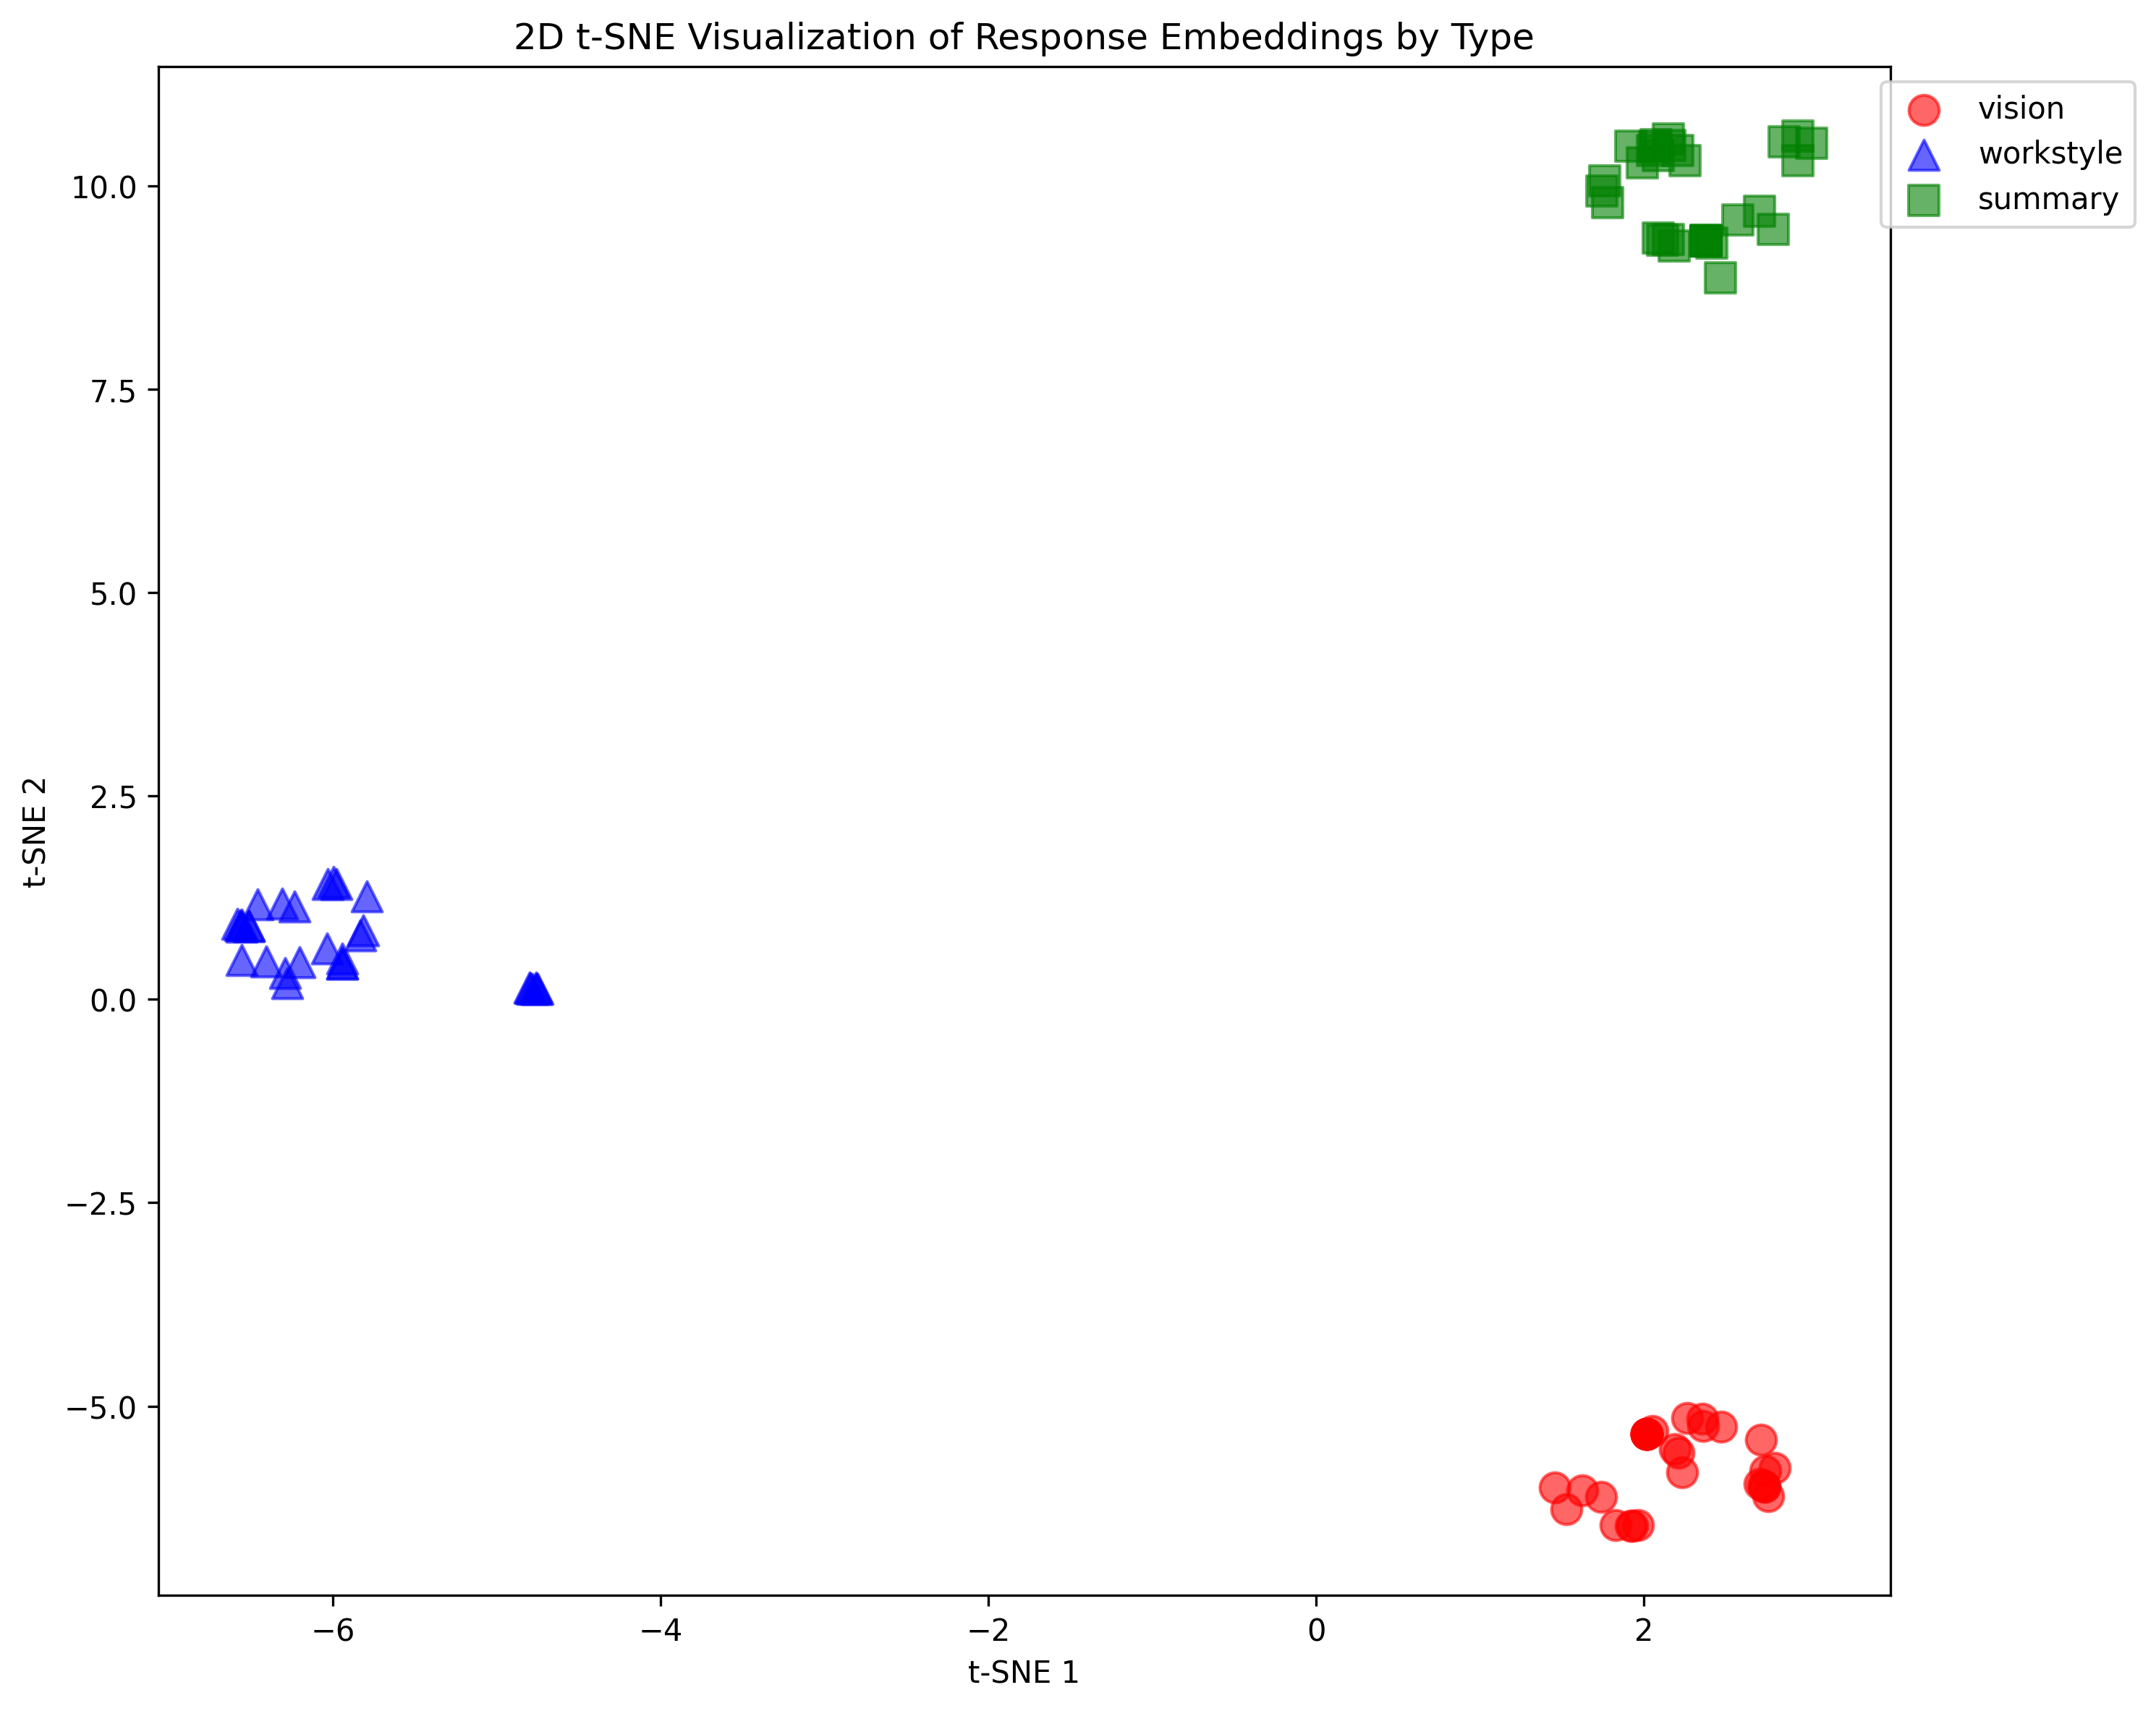 2D t-SNE Visualization of Response Embeddings by Type
vision
workstyle
summary
10.0
7.5
5.0
2.5
0.0
−2.5
−5.0
t-SNE 2
−6
−4
−2
0
2
t-SNE 1